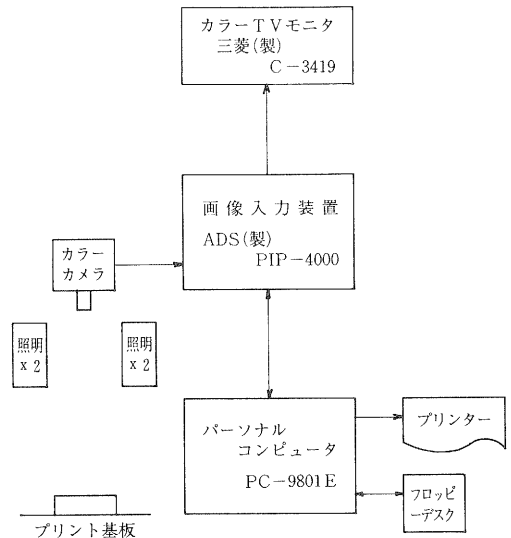 カラーTVモニタ
三菱(製)
C-3419
画像入力装置
ADS(製)
PIP-4000
カラー
カメラ
照明
x2
照明
x2
パーソナル
コンピュータ
PC-9801E
プリンター
フロッピ
ーデスク
プリント基板